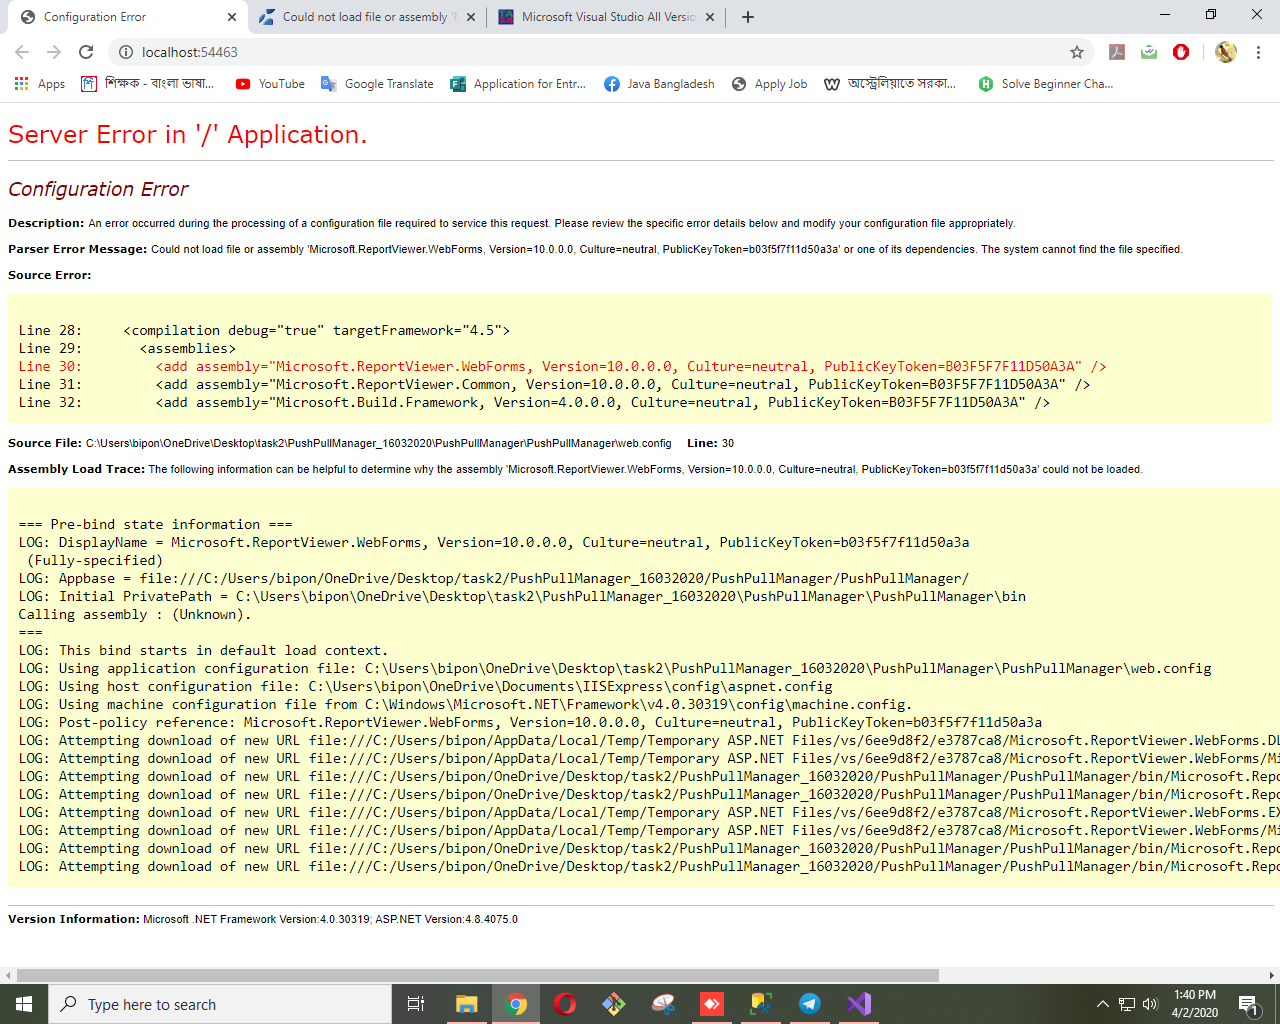 Configuration Error
Could not load file or assembly '
Microsoft Visual Studio All Versio
localhost:54463
Apps
শিক্ষক - বাংলা ভাষা...
YouTube
Google Translate
Application for Entr...
Java Bangladesh
Apply Job
অস্ট্রেলিয়াতে সরকা...
Solve Beginner Cha...
Server Error in '/' Application.
Configuration Error
Description: An error occurred during the processing of a configuration file required to service this request. Please review the specific error details below and modify your configuration file appropriately.
Parser Error Message: Could not load file or assembly 'Microsoft.ReportViewer.WebForms, Version=10.0.0.0, Culture=neutral, PublicKeyToken=b03f5f7f11d50a3a' or one of its dependencies. The system cannot find the file specified.
Source Error:
Line 28:     <compilation debug="true" targetFramework="4.5">
Line 29:       <assemblies>
Line 30:         <add assembly="Microsoft.ReportViewer.WebForms, Version=10.0.0.0, Culture=neutral, PublicKeyToken=B03F5F7F11D50A3A" />
Line 31:         <add assembly="Microsoft.ReportViewer.Common, Version=10.0.0.0, Culture=neutral, PublicKeyToken=B03F5F7F11D50A3A" />
Line 32:         <add assembly="Microsoft.Build.Framework, Version=4.0.0.0, Culture=neutral, PublicKeyToken=B03F5F7F11D50A3A" />
Source File: C:\Users\bipon\OneDrive\Desktop\task2\PushPullManager_16032020\PushPullManager\PushPullManager\web.config    Line: 30
Assembly Load Trace: The following information can be helpful to determine why the assembly 'Microsoft.ReportViewer.WebForms, Version=10.0.0.0, Culture=neutral, PublicKeyToken=b03f5f7f11d50a3a' could not be loaded.
=== Pre-bind state information ===
LOG: DisplayName = Microsoft.ReportViewer.WebForms, Version=10.0.0.0, Culture=neutral, PublicKeyToken=b03f5f7f11d50a3a
(Fully-specified)
LOG: Appbase = file:///C:/Users/bipon/OneDrive/Desktop/task2/PushPullManager_16032020/PushPullManager/PushPullManager/
LOG: Initial PrivatePath = C:\Users\bipon\OneDrive\Desktop\task2\PushPullManager_16032020\PushPullManager\PushPullManager\bin
Calling assembly : (Unknown).
===
LOG: This bind starts in default load context.
LOG: Using application configuration file: C:\Users\bipon\OneDrive\Desktop\task2\PushPullManager_16032020\PushPullManager\PushPullManager\web.config
LOG: Using host configuration file: C:\Users\bipon\OneDrive\Documents\IISExpress\config\aspnet.config
LOG: Using machine configuration file from C:\Windows\Microsoft.NET\Framework\v4.0.30319\config\machine.config.
LOG: Post-policy reference: Microsoft.ReportViewer.WebForms, Version=10.0.0.0, Culture=neutral, PublicKeyToken=b03f5f7f11d50a3a
LOG: Attempting download of new URL file:///C:/Users/bipon/AppData/Local/Temp/Temporary ASP.NET Files/vs/6ee9d8f2/e3787ca8/Microsoft.ReportViewer.WebForms.DL
LOG: Attempting download of new URL file:///C:/Users/bipon/AppData/Local/Temp/Temporary ASP.NET Files/vs/6ee9d8f2/e3787ca8/Microsoft.ReportViewer.WebForms/Mi
LOG: Attempting download of new URL file:///C:/Users/bipon/OneDrive/Desktop/task2/PushPullManager_16032020/PushPullManager/PushPullManager/bin/Microsoft.Repo
LOG: Attempting download of new URL file:///C:/Users/bipon/OneDrive/Desktop/task2/PushPullManager_16032020/PushPullManager/PushPullManager/bin/Microsoft.Repo
LOG: Attempting download of new URL file:///C:/Users/bipon/AppData/Local/Temp/Temporary ASP.NET Files/vs/6ee9d8f2/e3787ca8/Microsoft.ReportViewer.WebForms.EX
LOG: Attempting download of new URL file:///C:/Users/bipon/AppData/Local/Temp/Temporary ASP.NET Files/vs/6ee9d8f2/e3787ca8/Microsoft.ReportViewer.WebForms/Mi
LOG: Attempting download of new URL file:///C:/Users/bipon/OneDrive/Desktop/task2/PushPullManager_16032020/PushPullManager/PushPullManager/bin/Microsoft.Repo
LOG: Attempting download of new URL file:///C:/Users/bipon/OneDrive/Desktop/task2/PushPullManager_16032020/PushPullManager/PushPullManager/bin/Microsoft.Repo
Version Information: Microsoft .NET Framework Version:4.0.30319; ASP.NET Version:4.8.4075.0
Type here to search
1:40 PM
4/2/2020
1